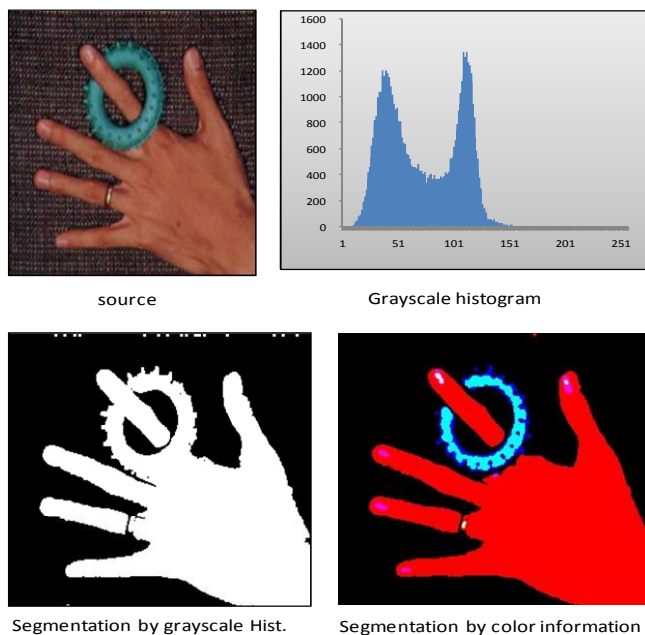 1600
1400
1200
1000
800
600
400
200
0
1 51 101 151 201 251
source
Grayscale histogram
Segmentation by grayscale Hist.
Segmentation by color information